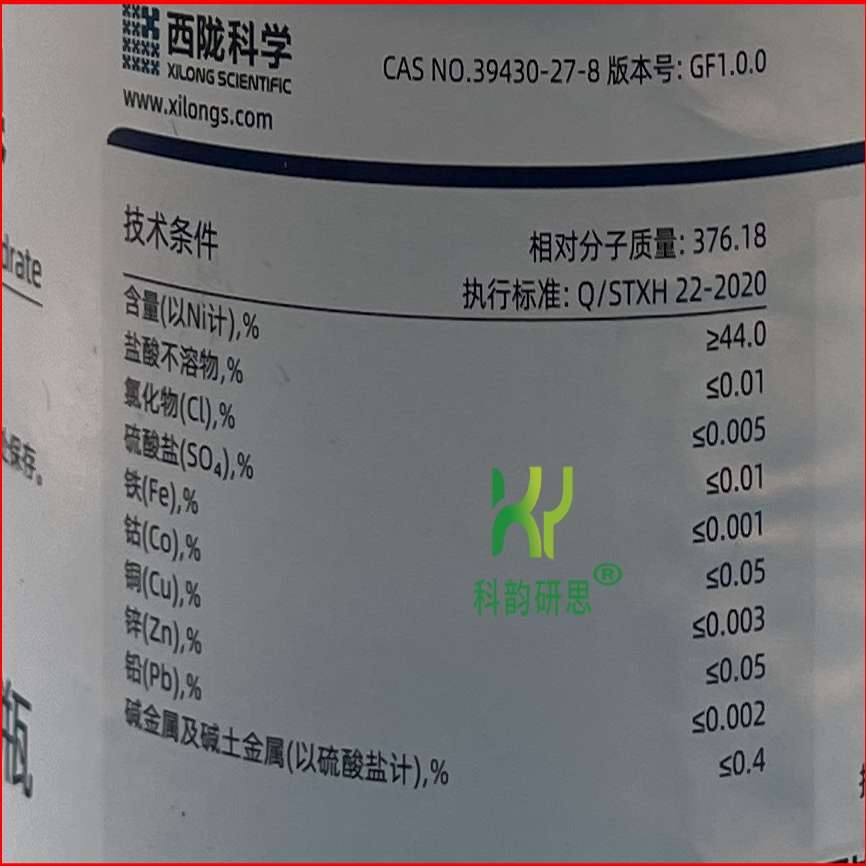 西陇科学
XILONG SCIENTIFIC
www.xilongs.com
CAS NO.39430-27-8 版本号: GF1.0.0
drate
技术条件
相对分子质量: 376.18
执行标准: Q/STXH 22-2020
含量(以Ni计),% ≥44.0
盐酸不溶物,% ≤0.01
氯化物(Cl),% ≤0.005
硫酸盐(SO₄),% ≤0.01
铁(Fe),% ≤0.001
钴(Co),% ≤0.05
铜(Cu),% ≤0.003
锌(Zn),% ≤0.05
铅(Pb),% ≤0.002
碱金属及碱土金属(以硫酸盐计),% ≤0.4
科韵研思®
处保存。
瓶